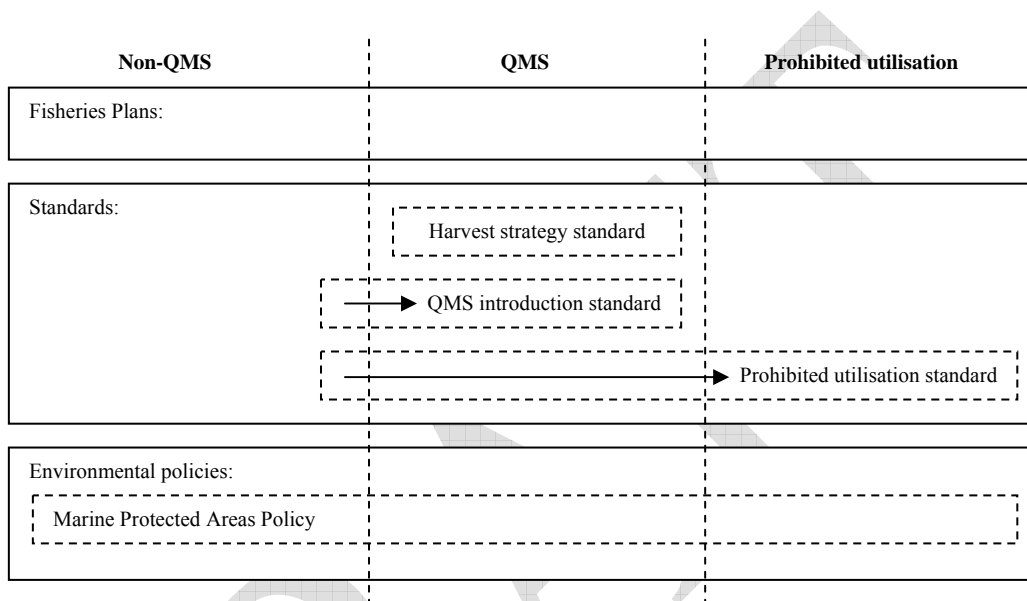 Non-QMS QMS Prohibited utilisation
Fisheries Plans:
Standards:
Harvest strategy standard
QMS introduction standard
Prohibited utilisation standard
Environmental policies:
Marine Protected Areas Policy